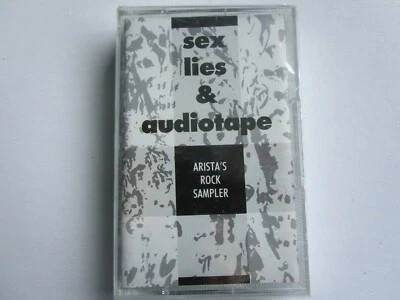 sex
lies
&
audiotape
ARISTA'S
ROCK
SAMPLER